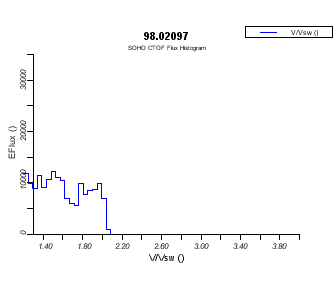 98.02097
V/Vsw ()
SOHO CTOF Flux Histogram
30000
20000
10000
0
EFlux ()
1.40 1.80 2.20 2.60 3.00 3.40 3.80
V/Vsw ()